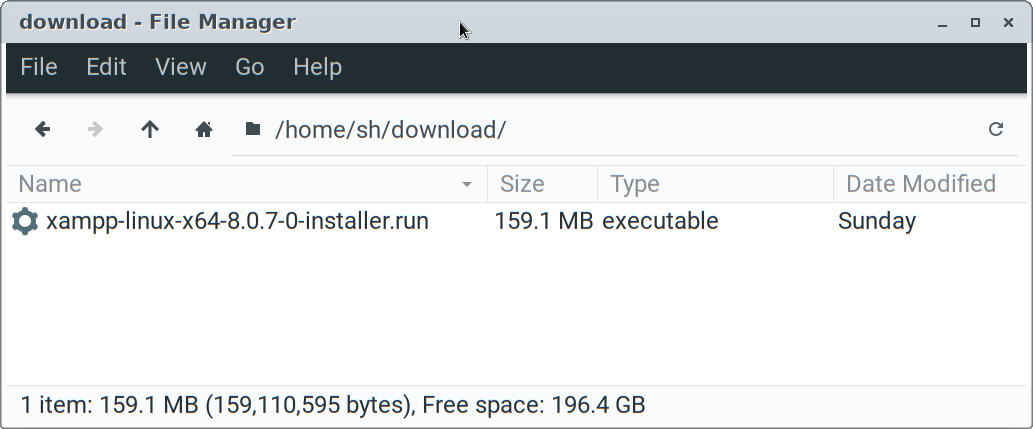 download - File Manager
File Edit View Go Help
/home/sh/download/
Name Size Type Date Modified
xampp-linux-x64-8.0.7-0-installer.run 159.1 MB executable Sunday
1 item: 159.1 MB (159,110,595 bytes), Free space: 196.4 GB